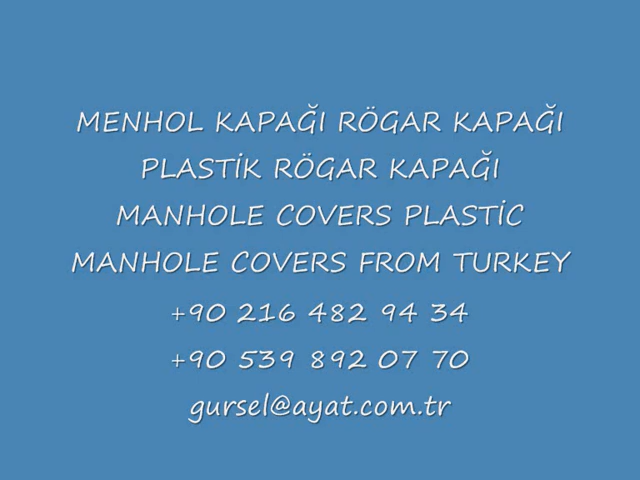 MENHOL KAPAĞI RÖGAR KAPAĞI
PLASTİK RÖGAR KAPAĞI
MANHOLE COVERS PLASTİC
MANHOLE COVERS FROM TURKEY
+90 216 482 94 34
+90 539 892 07 70
gursel@ayat.com.tr